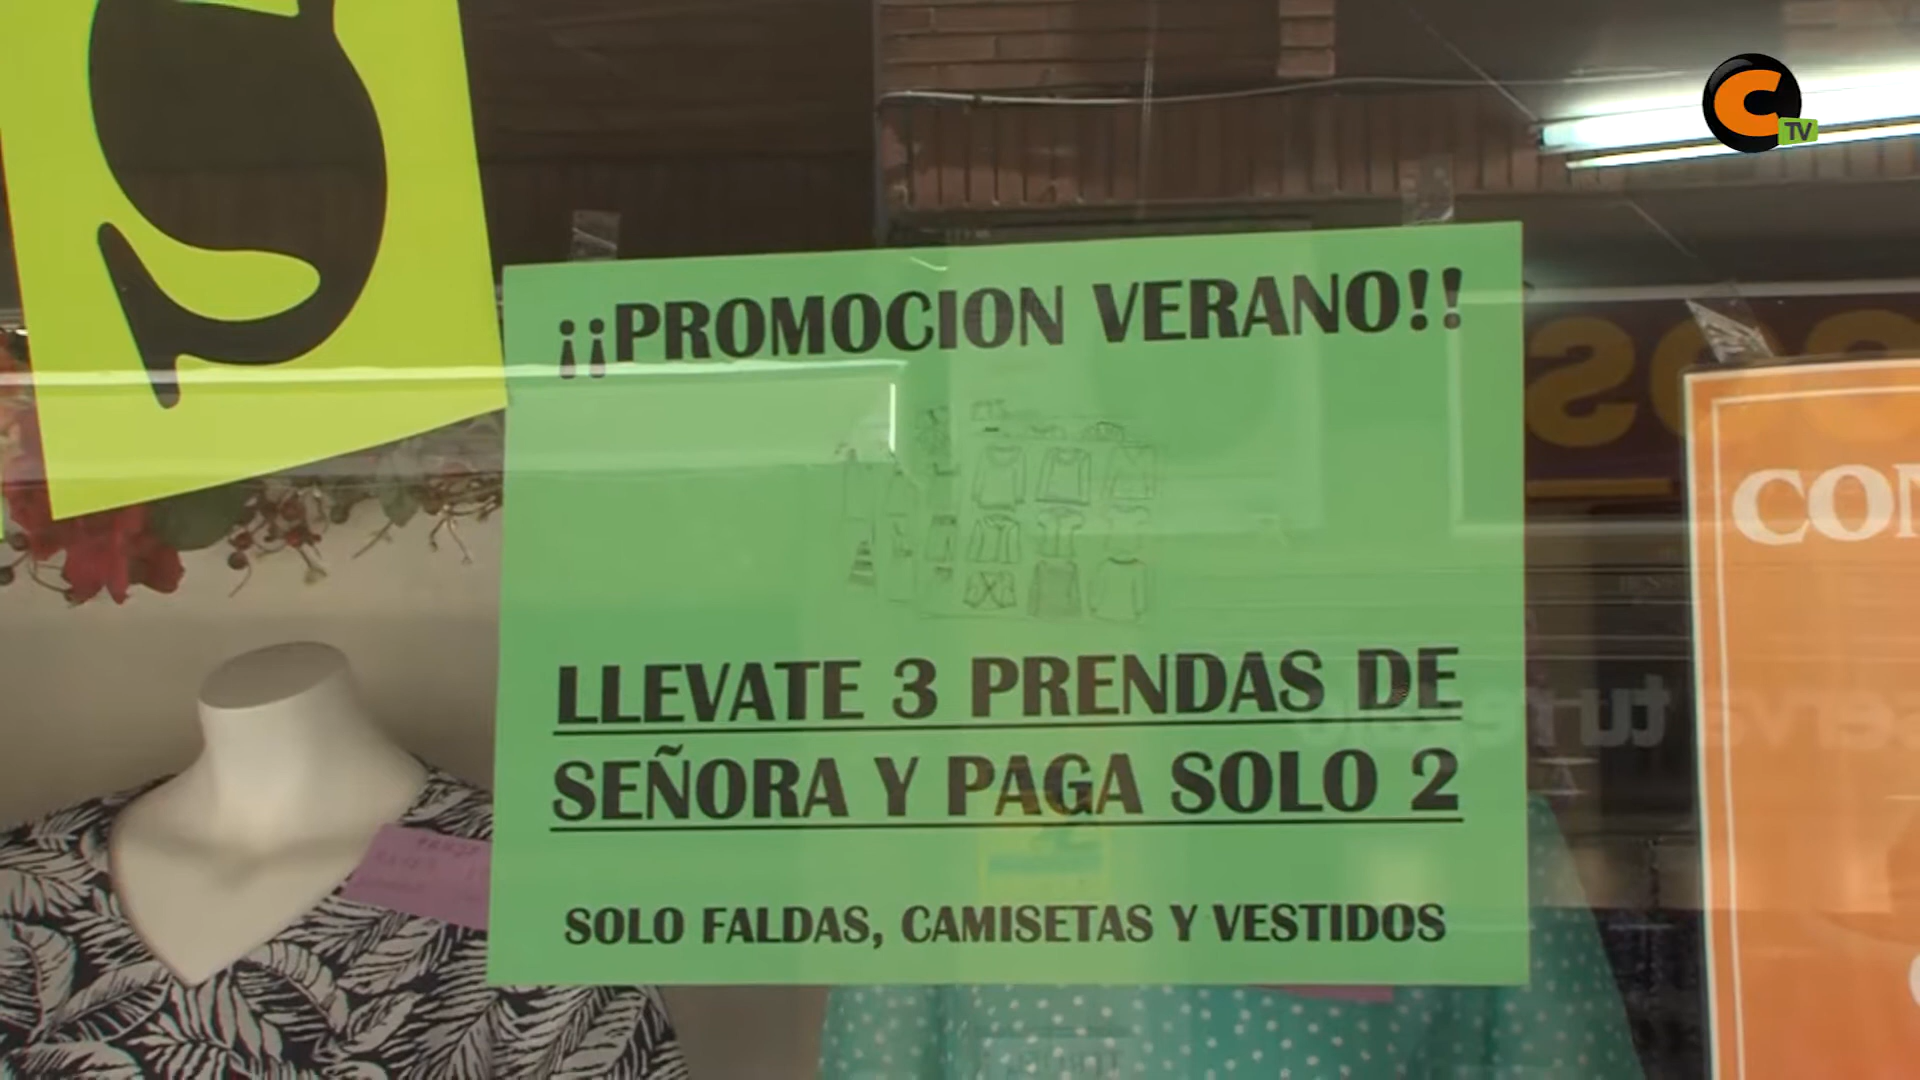 C TV
¡¡PROMOCION VERANO!!
LLEVATE 3 PRENDAS DE
SEÑORA Y PAGA SOLO 2
SOLO FALDAS, CAMISETAS Y VESTIDOS
CON